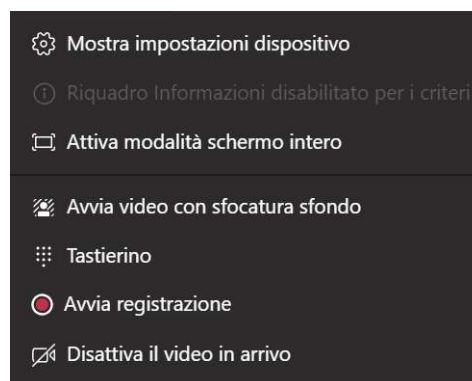 Mostra impostazioni dispositivo
Riquadro Informazioni disabilitato per i criteri
Attiva modalità schermo intero
Avvia video con sfocatura sfondo
Tastierino
Avvia registrazione
Disattiva il video in arrivo